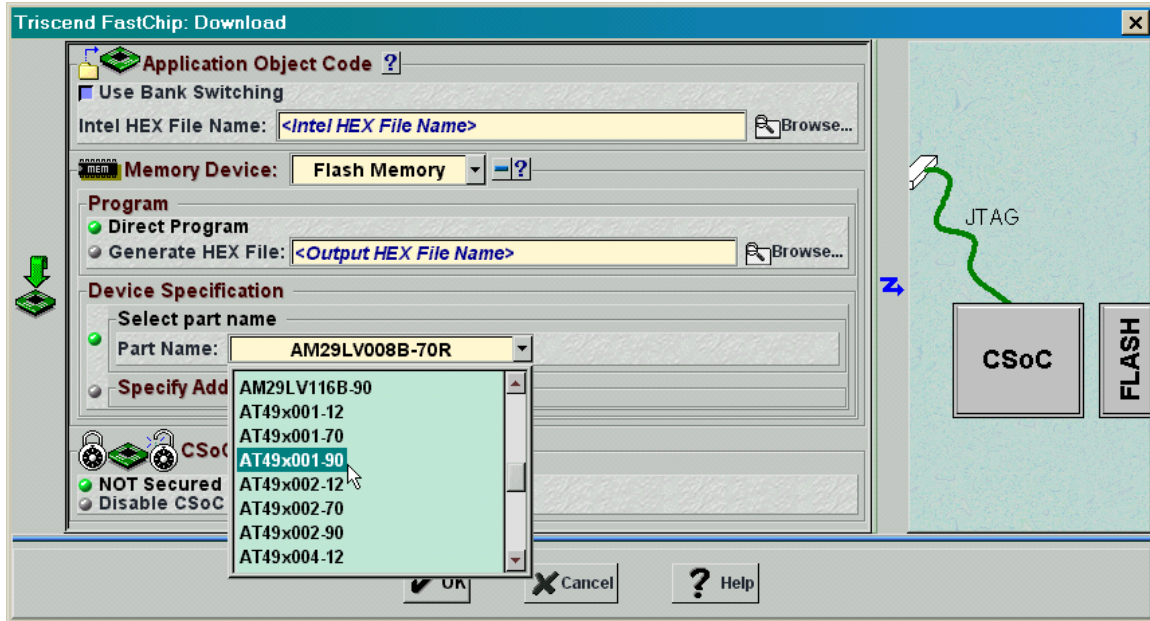 Triscend FastChip: Download
Application Object Code ?
Use Bank Switching
Intel HEX File Name: <Intel HEX File Name> Browse...
MEM Memory Device: Flash Memory ?
Program
Direct Program
Generate HEX File: <Output HEX File Name> Browse...
Device Specification
Select part name
Part Name: AM29LV008B-70R
AM29LV116B-90
Specify Add
AT49x001-12
AT49x001-70
AT49x001-90
AT49x002-12
AT49x002-70
AT49x002-90
AT49x004-12
CSoC
NOT Secured
Disable CSoC
OK Cancel ? Help
JTAG
CSoC
FLASH